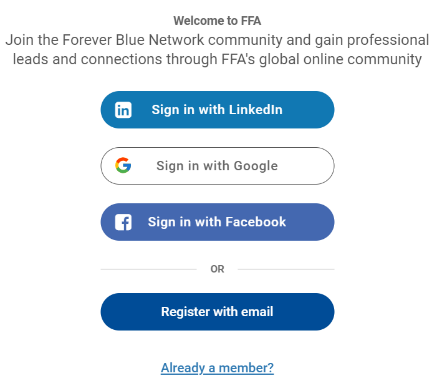 Welcome to FFA
Join the Forever Blue Network community and gain professional
leads and connections through FFA's global online community
in Sign in with LinkedIn
G Sign in with Google
f Sign in with Facebook
OR
Register with email
Already a member?